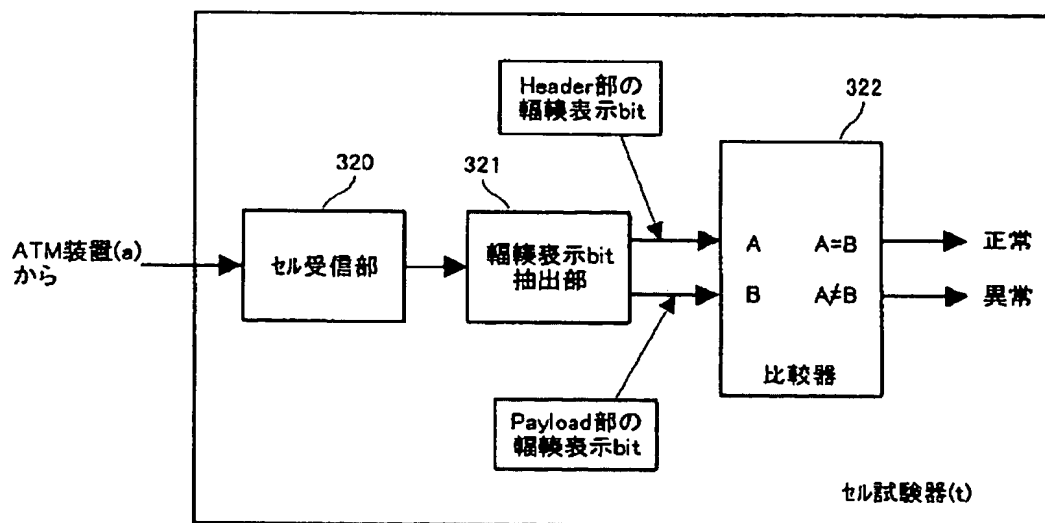 Header部の
輻輳表示bit
322
320
321
ATM装置(a)
から
セル受信部
輻輳表示bit
抽出部
A A=B
B A≠B
比較器
正常
異常
Payload部の
輻輳表示bit
セル試験器(t)